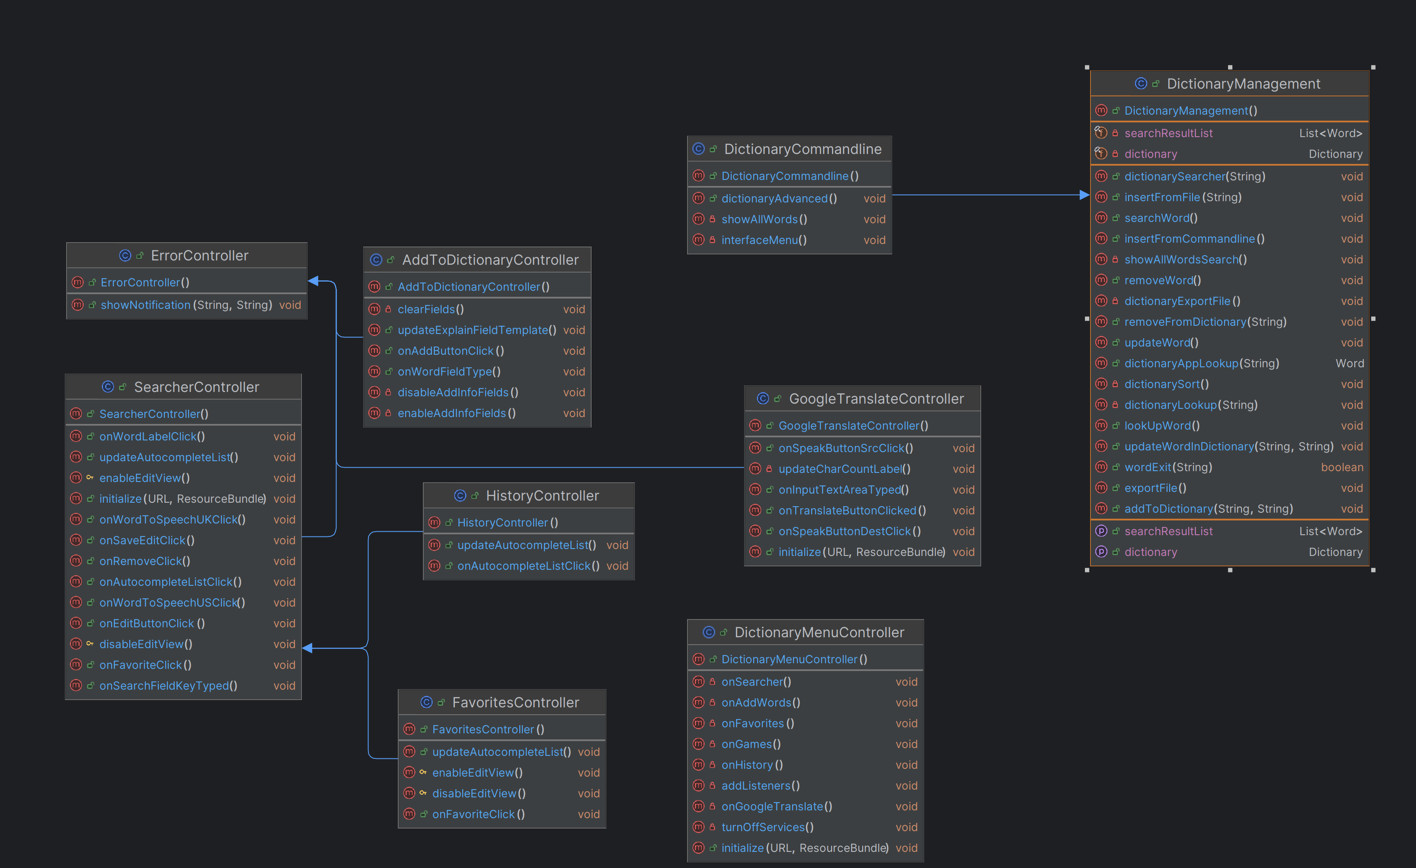 DictionaryManagement
DictionaryManagement()
searchResultList List<Word>
dictionary Dictionary
dictionarySearcher(String) void
insertFromFile(String) void
searchWord() void
insertFromCommandline() void
showAllWordsSearch() void
removeWord() void
dictionaryExportFile() void
removeFromDictionary(String) void
updateWord() void
dictionaryAppLookup(String) Word
dictionarySort() void
dictionaryLookup(String) void
lookUpWord() void
updateWordInDictionary(String, String) void
wordExit(String) boolean
exportFile() void
addToDictionary(String, String) void
searchResultList List<Word>
dictionary Dictionary
DictionaryCommandline
DictionaryCommandline()
dictionaryAdvanced() void
showAllWords() void
interfaceMenu() void
ErrorController
ErrorController()
showNotification(String, String) void
AddToDictionaryController
AddToDictionaryController()
clearFields() void
updateExplainFieldTemplate() void
onAddButtonClick() void
onWordFieldType() void
disableAddInfoFields() void
enableAddInfoFields() void
SearcherController
SearcherController()
onWordLabelClick() void
updateAutocompleteList() void
enableEditView() void
initialize(URL, ResourceBundle) void
onWordToSpeechUKClick() void
onSaveEditClick() void
onRemoveClick() void
onAutocompleteListClick() void
onWordToSpeechUSClick() void
onEditButtonClick() void
disableEditView() void
onFavoriteClick() void
onSearchFieldKeyTyped() void
GoogleTranslateController
GoogleTranslateController()
onSpeakButtonSrcClick() void
updateCharCountLabel() void
onInputTextAreaTyped() void
onTranslateButtonClicked() void
onSpeakButtonDestClick() void
initialize(URL, ResourceBundle) void
HistoryController
HistoryController()
updateAutocompleteList() void
onAutocompleteListClick() void
DictionaryMenuController
DictionaryMenuController()
onSearcher() void
onAddWords() void
onFavorites() void
onGames() void
onHistory() void
addListeners() void
onGoogleTranslate() void
turnOffServices() void
initialize(URL, ResourceBundle) void
FavoritesController
FavoritesController()
updateAutocompleteList() void
enableEditView() void
disableEditView() void
onFavoriteClick() void